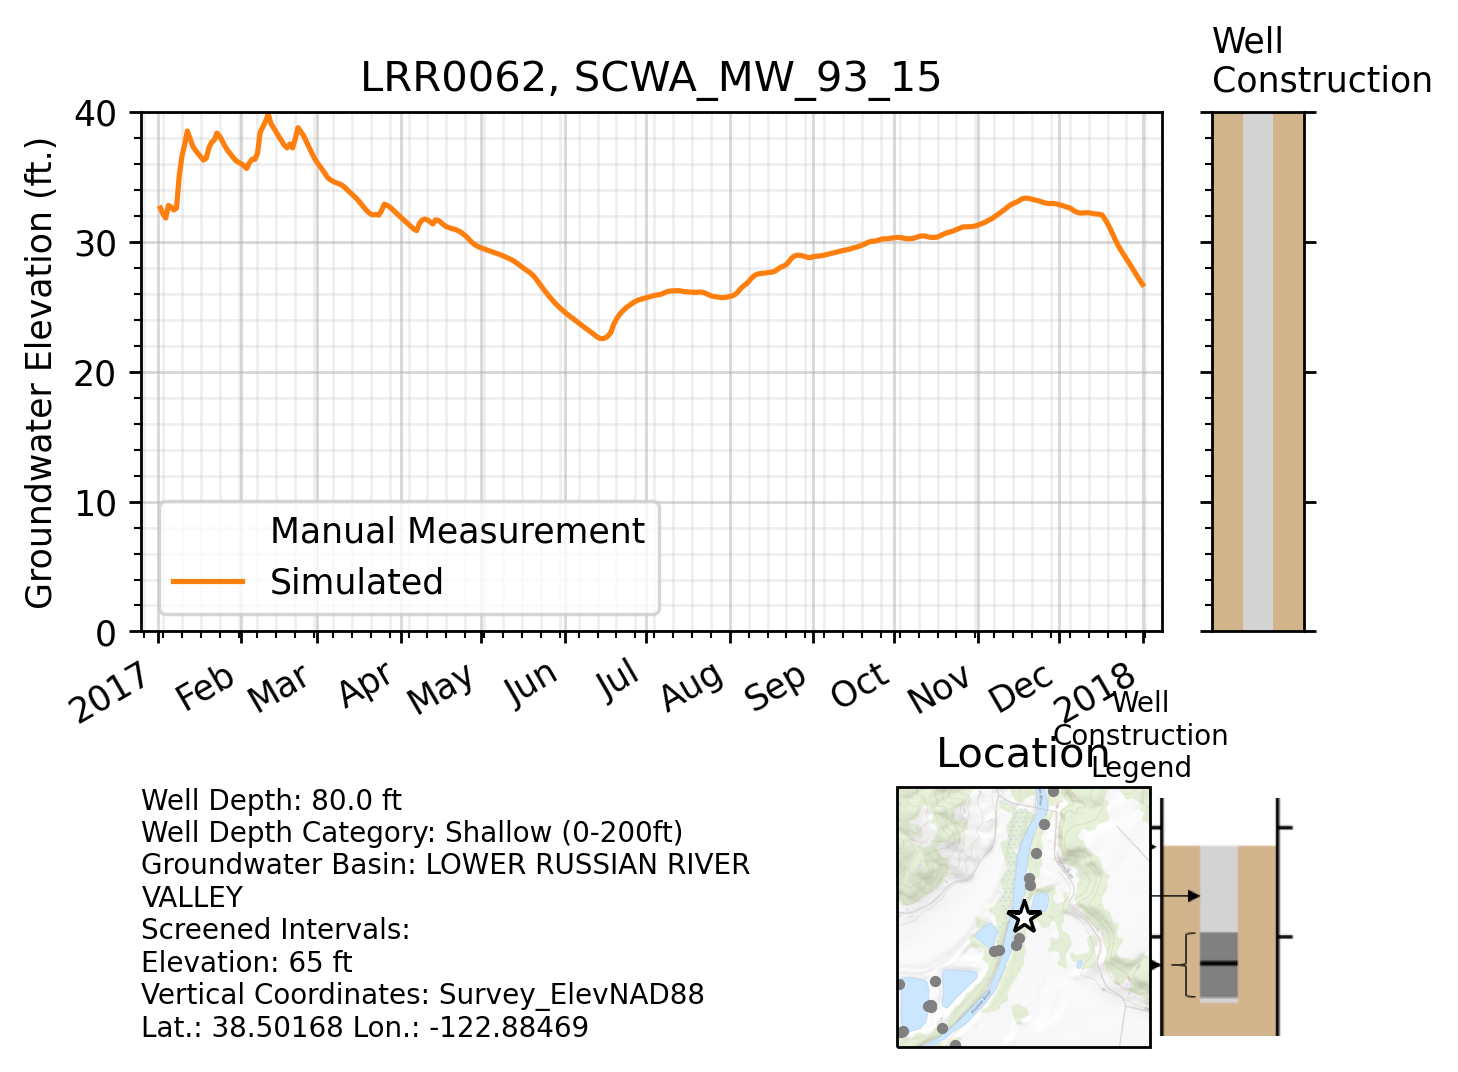 Well
Construction
LRR0062, SCWA_MW_93_15
Groundwater Elevation (ft.)
40
30
20
10
0
Manual Measurement
Simulated
2017
Feb
Mar
Apr
May
Jun
Jul
Aug
Sep
Oct
Nov
Dec
2018
Well
Construction
Legend
Location
Well Depth: 80.0 ft
Well Depth Category: Shallow (0-200ft)
Groundwater Basin: LOWER RUSSIAN RIVER
VALLEY
Screened Intervals:
Elevation: 65 ft
Vertical Coordinates: Survey_ElevNAD88
Lat.: 38.50168 Lon.: -122.88469